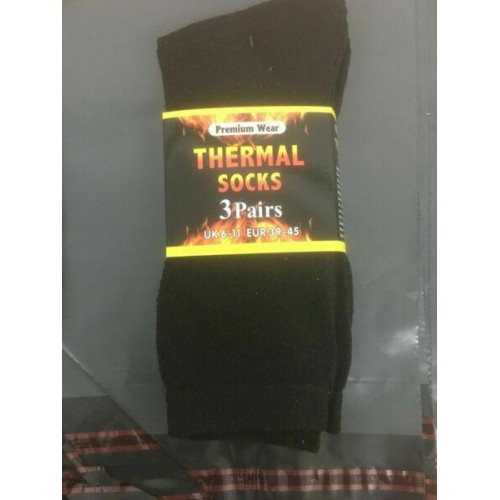 Premium Wear
THERMAL
SOCKS
3 Pairs
UK 6-11 EUR 39-45